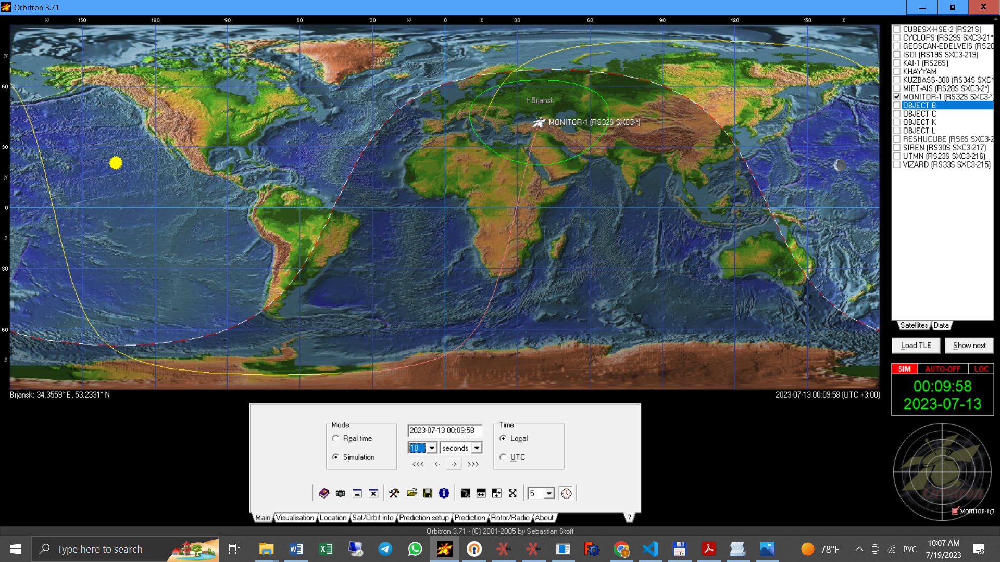 Orbitron 3.71
W 150 120 90 60 30 W 0 E 30 60 90 120 150 E
N
60
30
N
0
S
30
60
S
+Brjansk
MONITOR-1 (RS32S SXC3-*)
Brjansk: 34.3559° E, 53.2331° N
2023-07-13 00:09:58 (UTC +3:00)
CUBESX-HSE-2 (RS21S)
CYCLOPS (RS29S SXC3-21*
GEOSCAN-EDELVEIS (RS20
ISOI (RS19S SXC3-219)
KAI-1 (RS26S)
KHAYYAM
KUZBASS-300 (RS34S SXC*
MIET-AIS (RS28S SXC3-2*)
MONITOR-1 (RS32S SXC3-*
OBJECT B
OBJECT C
OBJECT K
OBJECT L
RESHUCUBE (RS8S SXC3-2
SIREN (RS30S SXC3-217)
UTMN (RS23S SXC3-216)
VIZARD (RS33S SXC3-215)
Satellites Data
Load TLE Show next
SIM AUTO-OFF LOC
00:09:58
2023-07-13
Orbitron
MONITOR-1 (R
Mode
Real time
Simulation
2023-07-13 00:09:58
10 seconds
<<< <- -> >>>
Time
Local
UTC
5
Main Visualisation Location Sat/Orbit info Prediction setup Prediction Rotor/Radio About ?
Orbitron 3.71 - (C) 2001-2005 by Sebastian Stoff
Type here to search
78°F
РУС
10:07 AM
7/19/2023